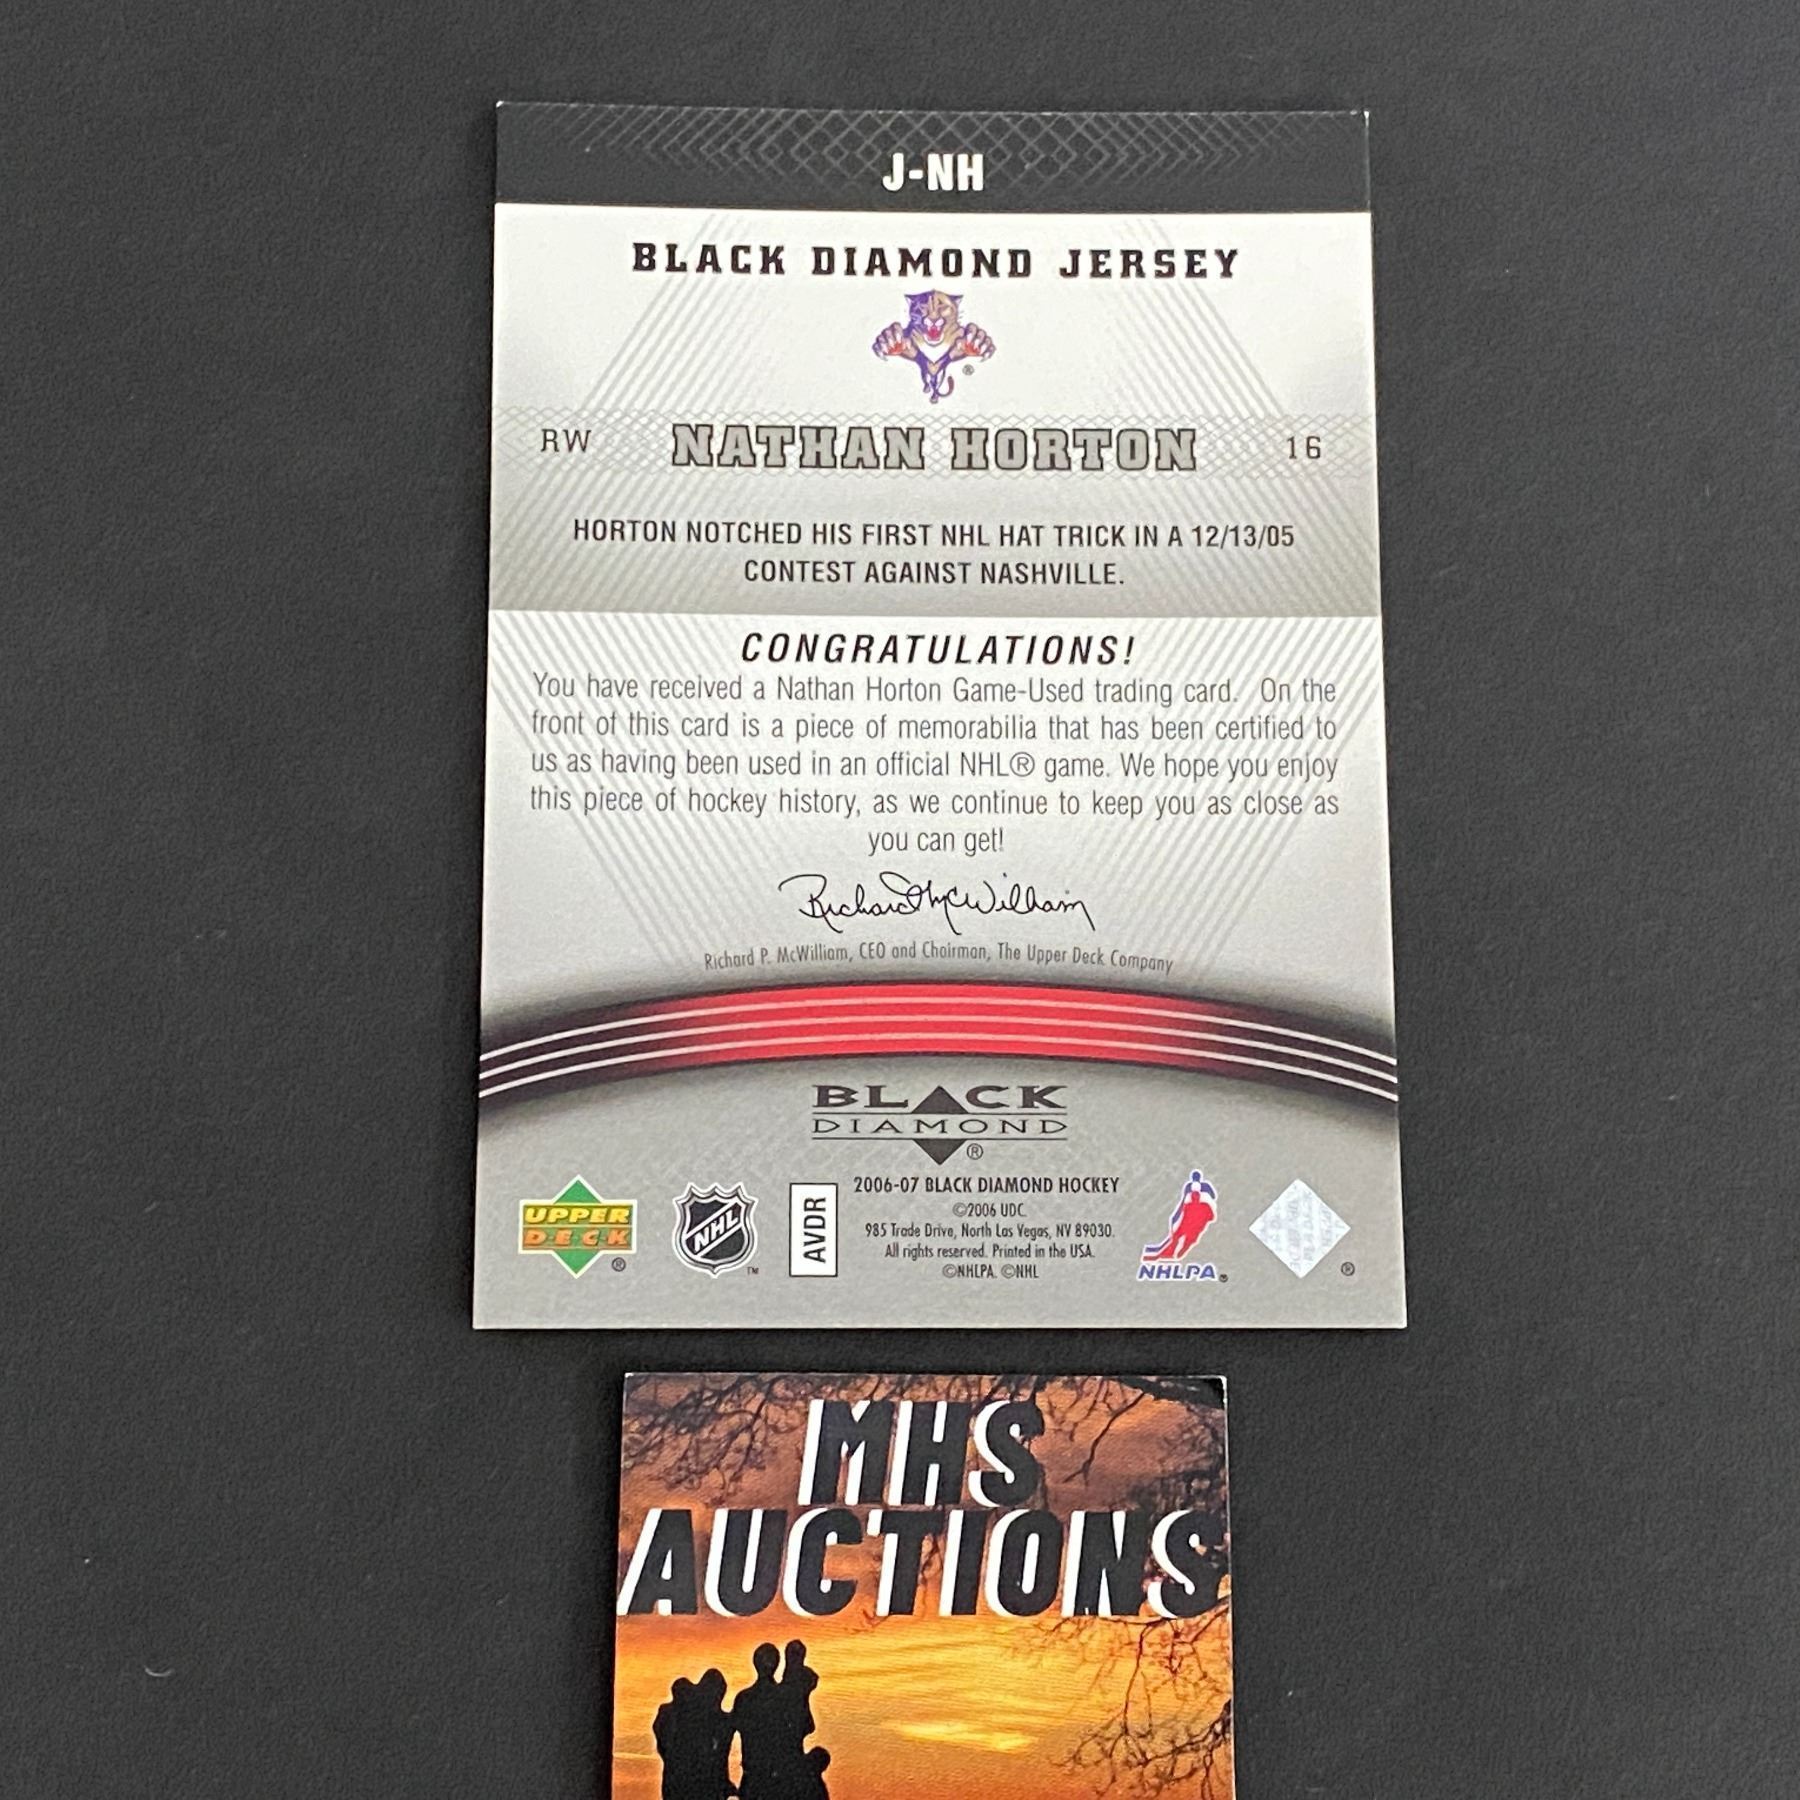 J-NH
BLACK DIAMOND JERSEY
®
RW NATHAN HORTON 16
HORTON NOTCHED HIS FIRST NHL HAT TRICK IN A 12/13/05
CONTEST AGAINST NASHVILLE.
CONGRATULATIONS!
You have received a Nathan Horton Game-Used trading card. On the
front of this card is a piece of memorabilia that has been certified to
us as having been used in an official NHL® game. We hope you enjoy
this piece of hockey history, as we continue to keep you as close as
you can get!
Richard McWilliam
Richard P. McWilliam, CEO and Chairman, The Upper Deck Company
BLACK
DIAMOND
®
UPPER
DECK
®
NHL
™
AVDR
2006-07 BLACK DIAMOND HOCKEY
©2006 UDC.
985 Trade Drive, North Las Vegas, NV 89030.
All rights reserved. Printed in the USA.
©NHLPA. ©NHL
NHLPA®
®
MHS
AUCTIONS